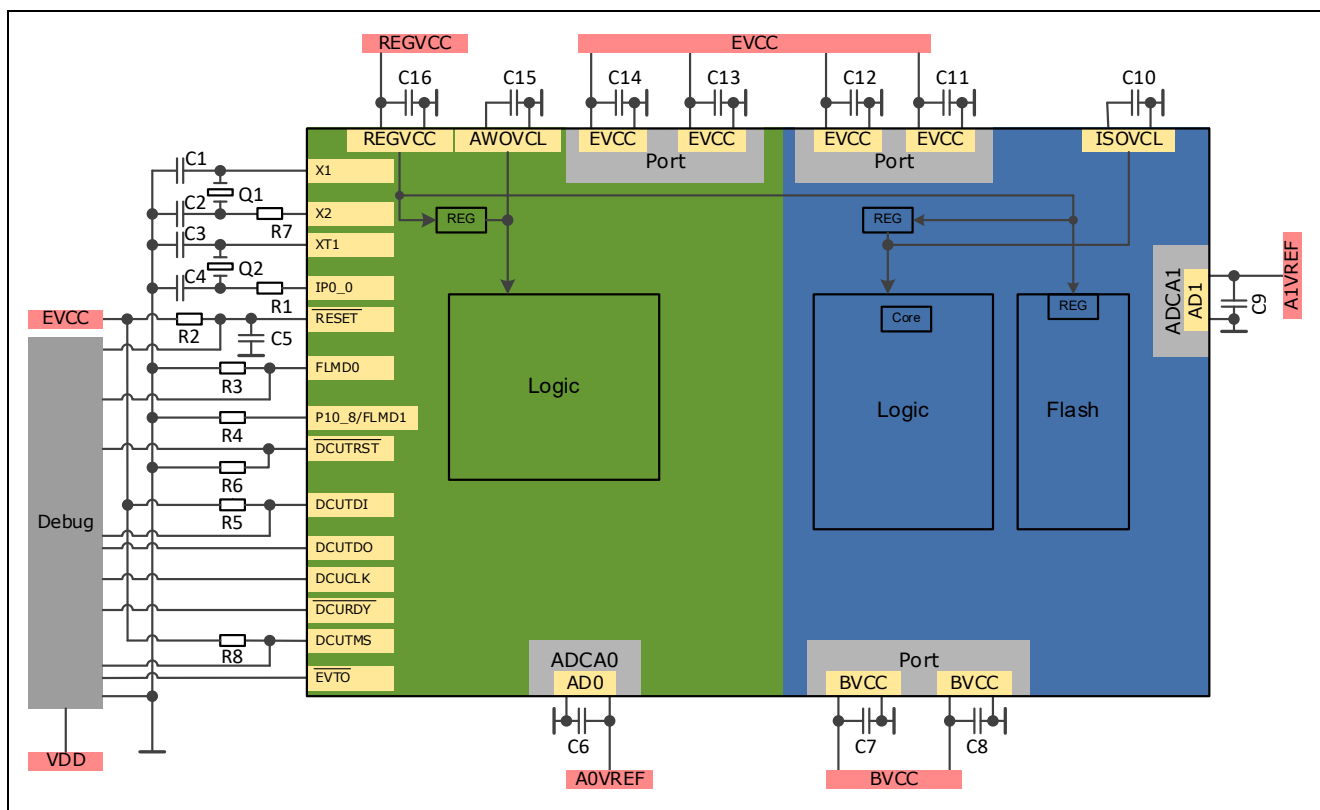 REGVCC
EVCC
C16
C15
C14
C13
C12
C11
C10
REGVCC
AWOVCL
EVCC
EVCC
EVCC
EVCC
ISOVCL
Port
Port
C1
X1
Q1
C2
X2
R7
REG
REG
C3
XT1
Q2
C4
IP0_0
R1
EVCC
R2
RESET
C5
FLMD0
R3
P10_8/FLMD1
R4
DCUTRST
R6
DCUTDI
R5
Debug
DCUTDO
DCUCLK
DCURDY
DCUTMS
R8
EVTO
VDD
Logic
Core
Logic
REG
Flash
ADCA1
AD1
C9
A1VREF
ADCA0
AD0
C6
A0VREF
Port
BVCC
BVCC
C7
C8
BVCC